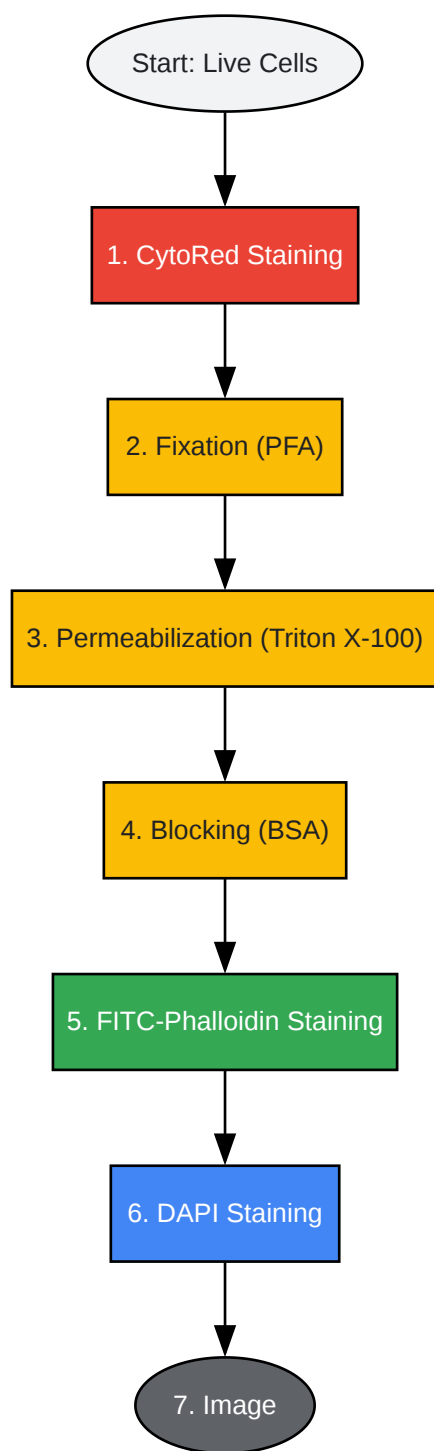 Start: Live Cells
1. CytoRed Staining
2. Fixation (PFA)
3. Permeabilization (Triton X-100)
4. Blocking (BSA)
5. FITC-Phalloidin Staining
6. DAPI Staining
7. Image